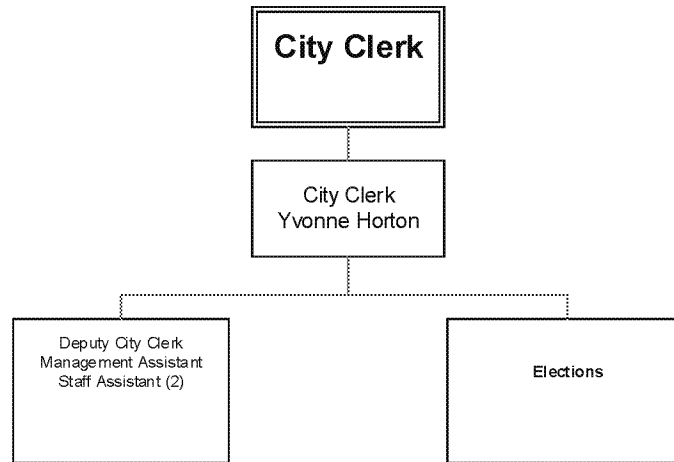 City Clerk
City Clerk
Yvonne Horton
Deputy City Clerk
Management Assistant
Staff Assistant (2)
Elections